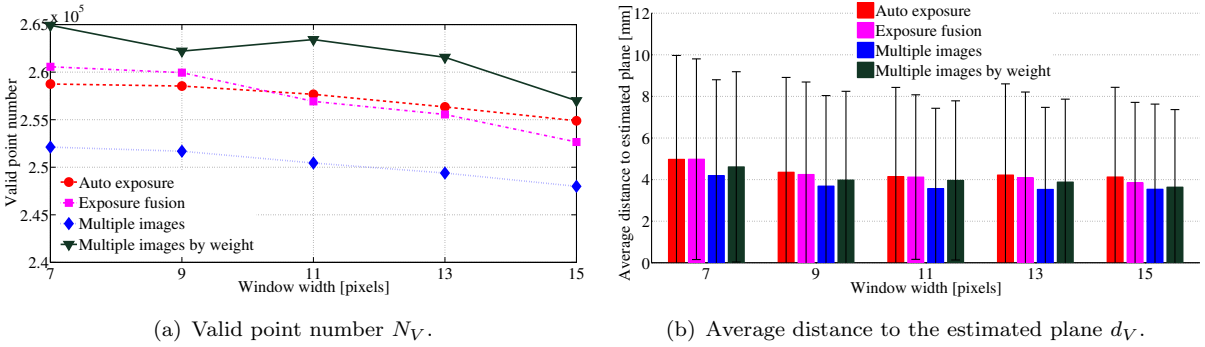 2.65 x 10^5
2.6
2.55
2.5
2.45
2.4
7 9 11 13 15
Valid point number
Window width [pixels]
Auto exposure
Exposure fusion
Multiple images
Multiple images by weight
(a) Valid point number N_V.
12
10
8
6
4
2
0
7 9 11 13 15
Average distance to estimated plane [mm]
Window width [pixels]
Auto exposure
Exposure fusion
Multiple images
Multiple images by weight
(b) Average distance to the estimated plane d_V.